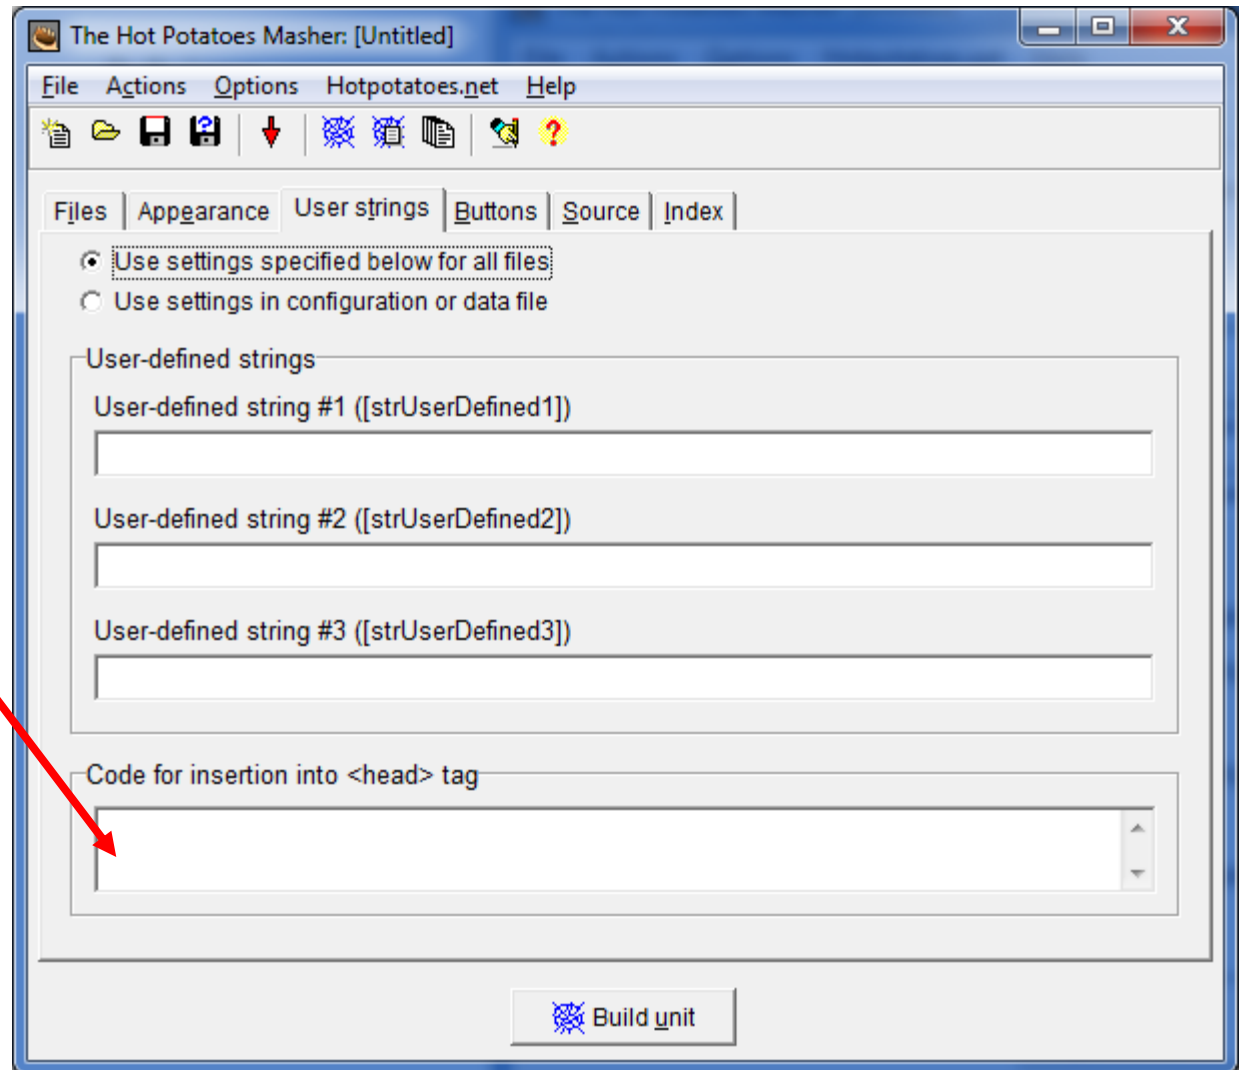 The Hot Potatoes Masher: [Untitled]
File Actions Options Hotpotatoes.net Help
Files Appearance User strings Buttons Source Index
Use settings specified below for all files
Use settings in configuration or data file
User-defined strings
User-defined string #1 ([strUserDefined1])
User-defined string #2 ([strUserDefined2])
User-defined string #3 ([strUserDefined3])
Code for insertion into <head> tag
Build unit